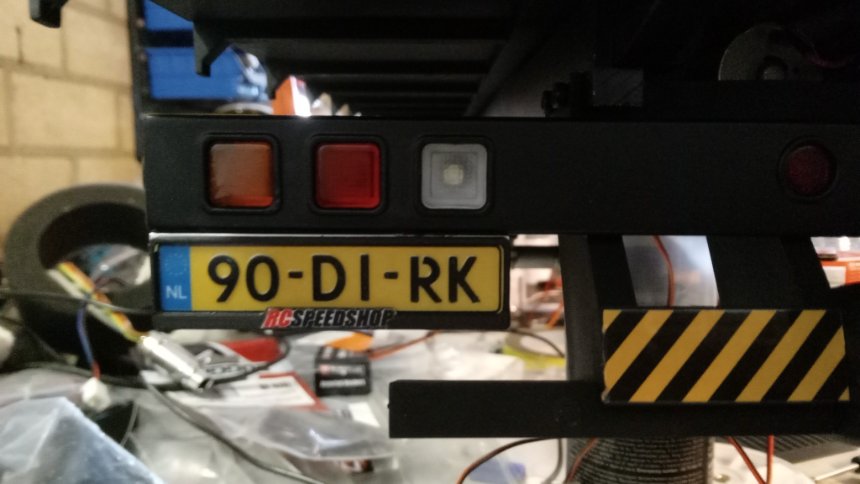 NL 90-DI-RK
RCSPEEDSHOP